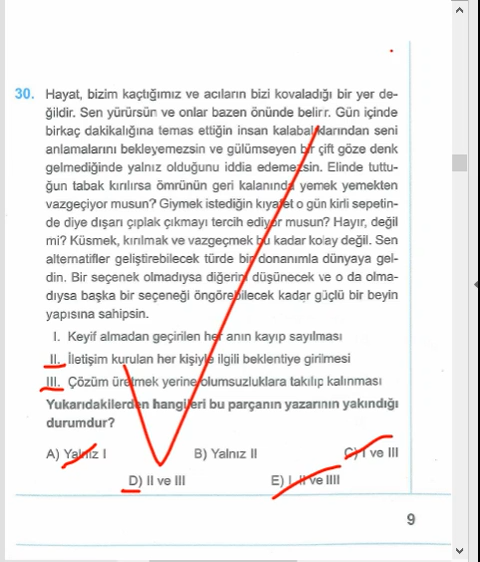 30. Hayat, bizim kaçtığımız ve acıların bizi kovaladığı bir yer de-
ğildir. Sen yürürsün ve onlar bazen önünde belirir. Gün içinde
birkaç dakikalığına temas ettiğin insan kalabalıklarından seni
anlamalarını bekleyemezsin ve gülümseyen bir çift göze denk
gelmediğinde yalnız olduğunu iddia edemezsin. Elinde tuttu-
ğun tabak kırılırsa ömrünün geri kalanında yemek yemekten
vazgeçiyor musun? Giymek istediğin kıyafet o gün kirli sepetin-
de diye dışarı çıplak çıkmayı tercih ediyor musun? Hayır, değil
mi? Küsmek, kırılmak ve vazgeçmek bu kadar kolay değil. Sen
alternatifler geliştirebilecek türde bir donanımla dünyaya gel-
din. Bir seçenek olmadıysa diğerini düşünecek ve o da olma-
dıysa başka bir seçeneği öngörebilecek kadar güçlü bir beyin
yapısına sahipsin.
I. Keyif almadan geçirilen her anın kayıp sayılması
II. İletişim kurulan her kişiyle ilgili beklentiye girilmesi
III. Çözüm üretmek yerine olumsuzluklara takılıp kalınması
Yukarıdakilerden hangileri bu parçanın yazarının yakındığı
durumdur?
A) Yalnız I B) Yalnız II C) I ve III
D) II ve III E) I, II ve IIII
9